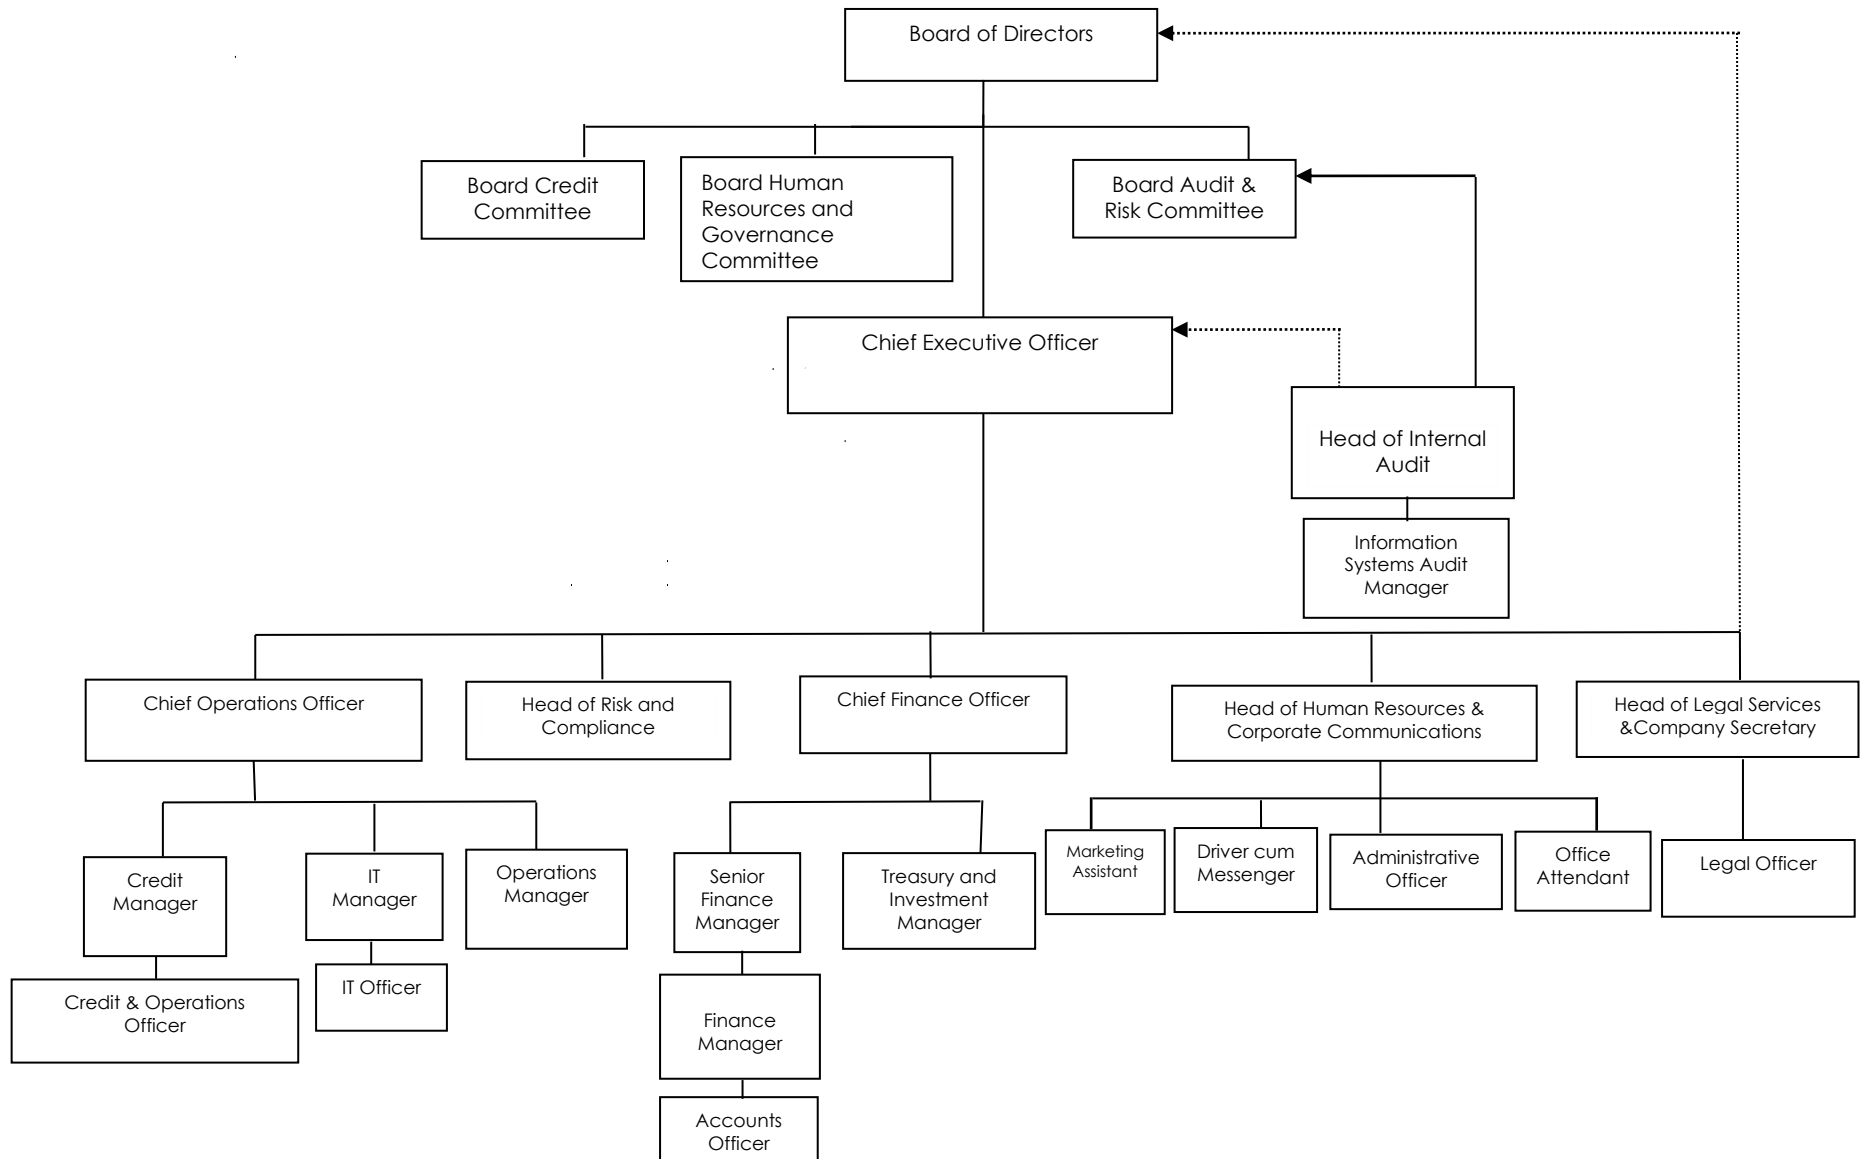 Board of Directors
Board Credit
Committee
Board Human
Resources and
Governance
Committee
Board Audit &
Risk Committee
Chief Executive Officer
Head of Internal
Audit
Information
Systems Audit
Manager
Chief Operations Officer
Head of Risk and
Compliance
Chief Finance Officer
Head of Human Resources &
Corporate Communications
Head of Legal Services
&Company Secretary
Credit
Manager
IT
Manager
Operations
Manager
Senior
Finance
Manager
Treasury and
Investment
Manager
Marketing
Assistant
Driver cum
Messenger
Administrative
Officer
Office
Attendant
Legal Officer
Credit & Operations
Officer
IT Officer
Finance
Manager
Accounts
Officer